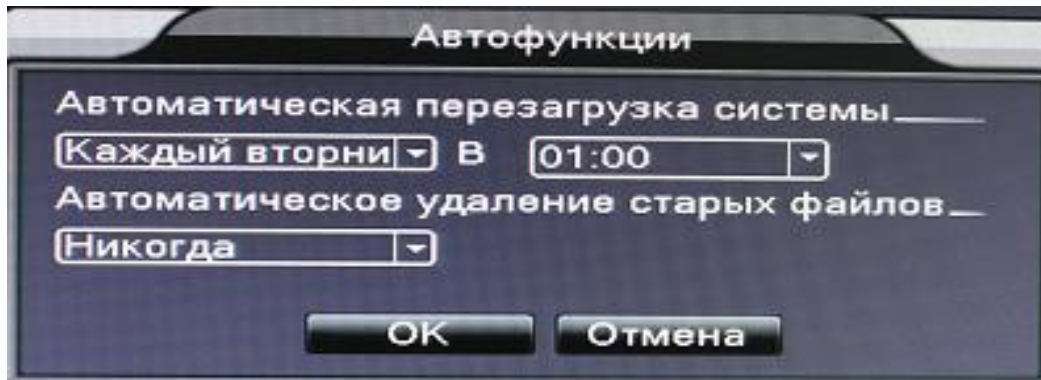 Автофункции
Автоматическая перезагрузка системы
Каждый вторни В 01:00
Автоматическое удаление старых файлов
Никогда
OK Отмена